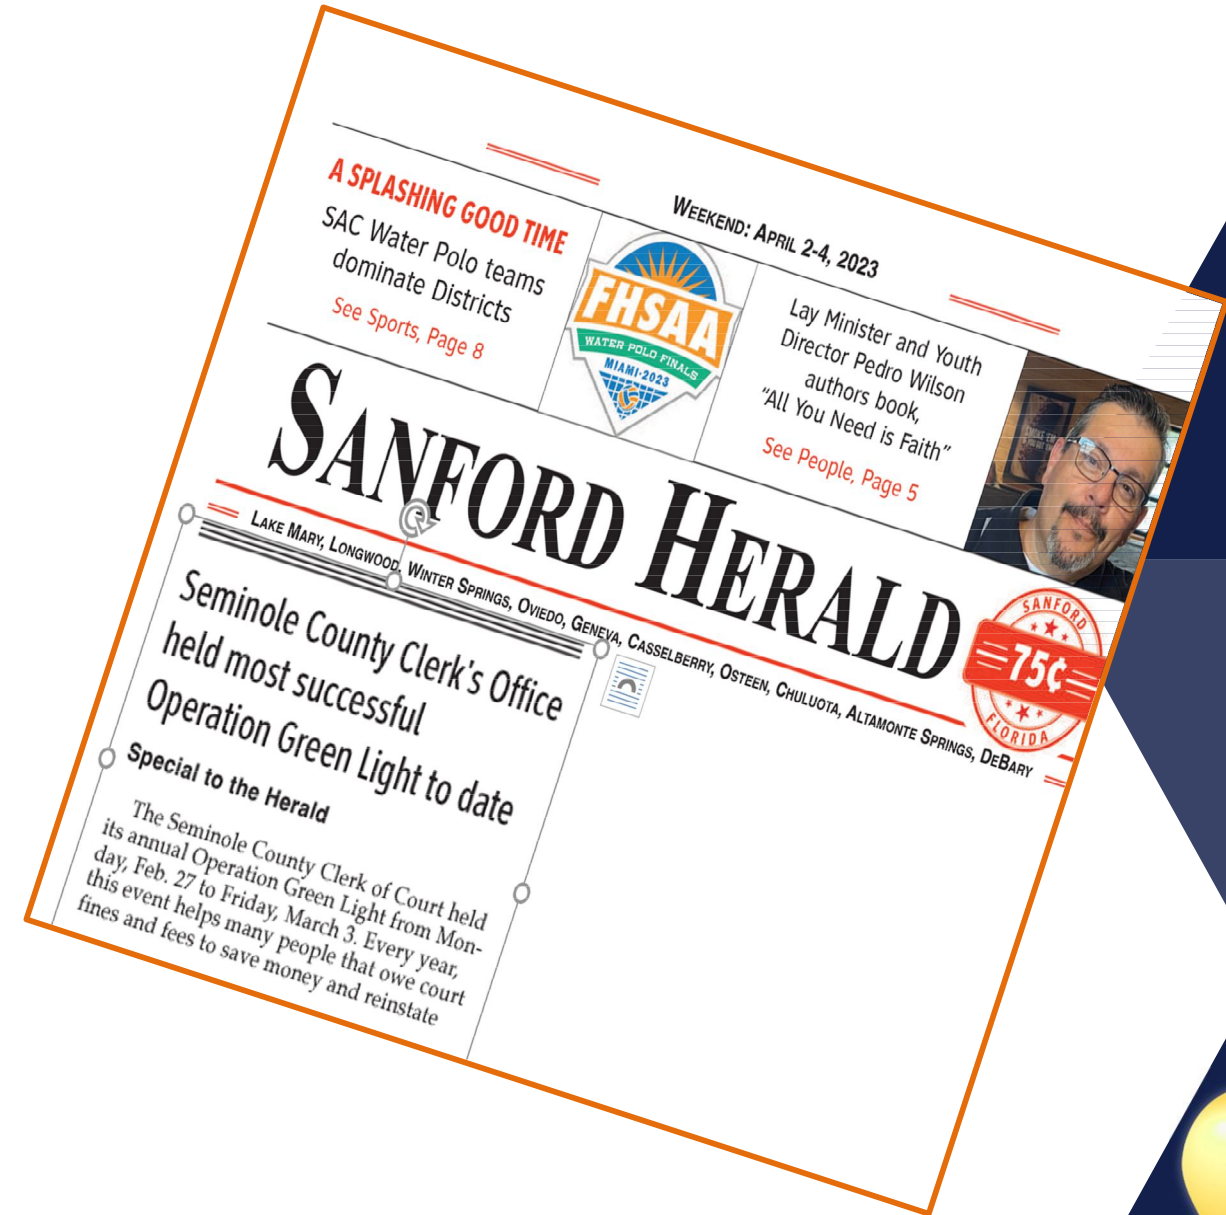 WEEKEND: APRIL 2-4, 2023
A SPLASHING GOOD TIME
SAC Water Polo teams
dominate Districts
See Sports, Page 8
FHSAA
WATER POLO FINALS
MIAMI·2023
Lay Minister and Youth
Director Pedro Wilson
authors book,
"All You Need is Faith"
See People, Page 5
SANFORD HERALD
SANFORD
75¢
FLORIDA
LAKE MARY, LONGWOOD, WINTER SPRINGS, OVIEDO, GENEVA, CASSELBERRY, OSTEEN, CHULUOTA, ALTAMONTE SPRINGS, DEBARY
Seminole County Clerk's Office
held most successful
Operation Green Light to date
Special to the Herald
The Seminole County Clerk of Court held
its annual Operation Green Light from Mon-
day, Feb. 27 to Friday, March 3. Every year,
this event helps many people that owe court
fines and fees to save money and reinstate